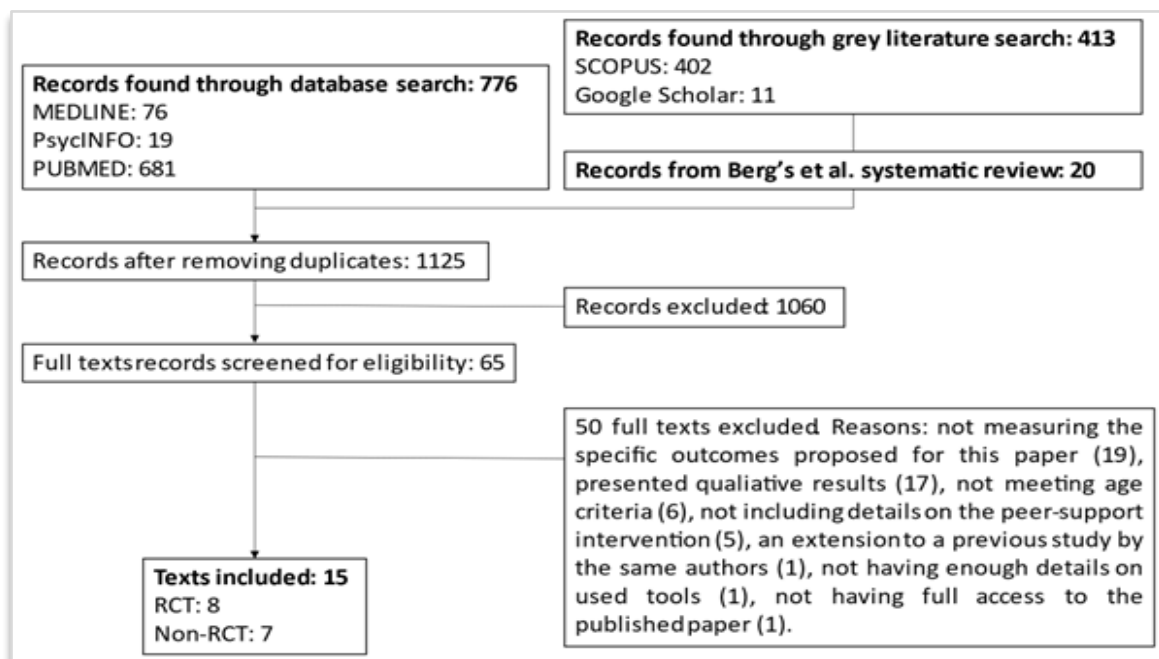 Records found through database search: 776
MEDLINE: 76
PsycINFO: 19
PUBMED: 681
Records found through grey literature search: 413
SCOPUS: 402
Google Scholar: 11
Records from Berg's et al. systematic review: 20
Records after removing duplicates: 1125
Records excluded: 1060
Full texts records screened for eligibility: 65
50 full texts excluded. Reasons: not measuring the
specific outcomes proposed for this paper (19),
presented qualiative results (17), not meeting age
criteria (6), not including details on the peer-support
intervention (5), an extension to a previous study by
the same authors (1), not having enough details on
used tools (1), not having full access to the
published paper (1).
Texts included: 15
RCT: 8
Non-RCT: 7